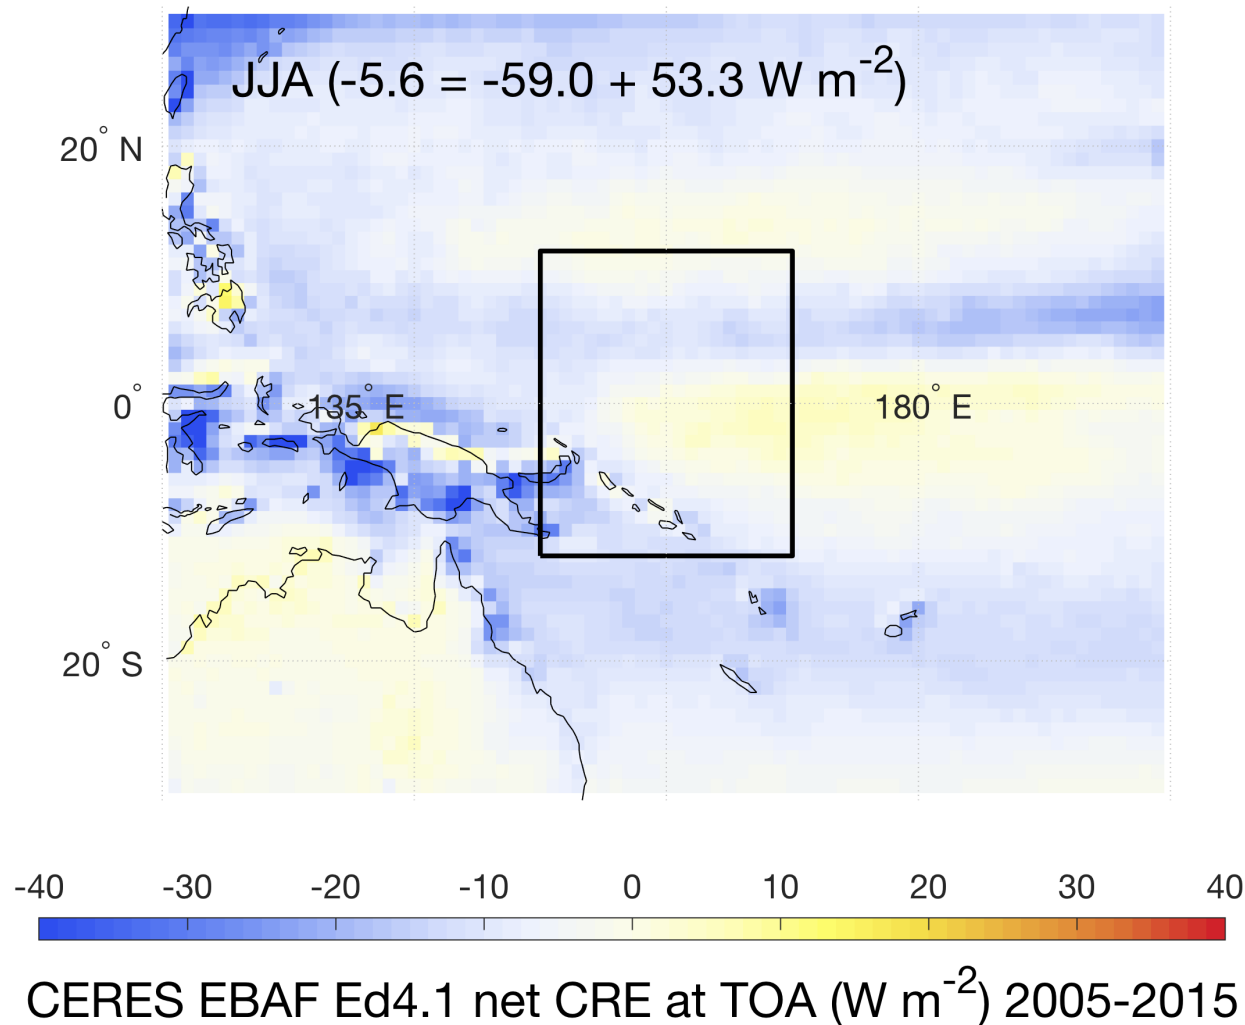 JJA (-5.6 = -59.0 + 53.3 W m⁻²)
20° N
0°
135° E
180° E
20° S
-40 -30 -20 -10 0 10 20 30 40
CERES EBAF Ed4.1 net CRE at TOA (W m⁻²) 2005-2015